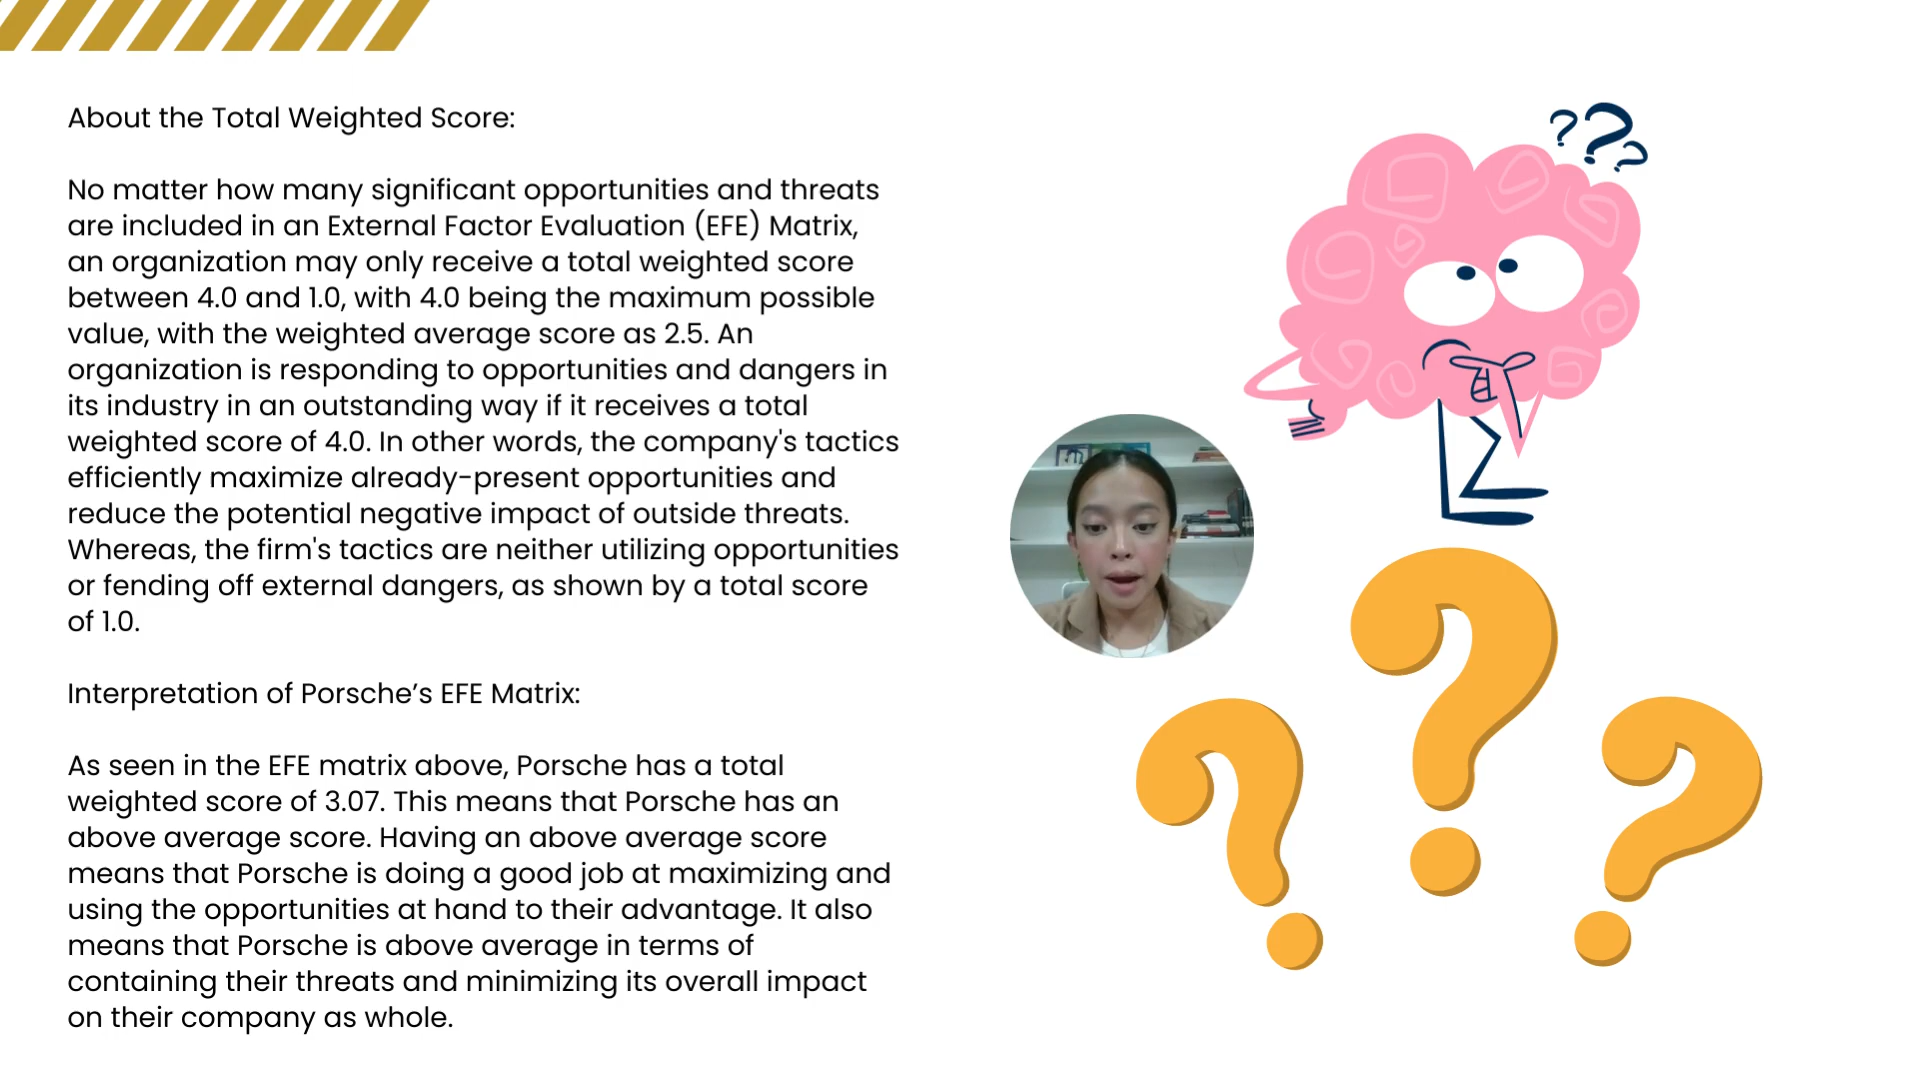 About the Total Weighted Score:
No matter how many significant opportunities and threats
are included in an External Factor Evaluation (EFE) Matrix,
an organization may only receive a total weighted score
between 4.0 and 1.0, with 4.0 being the maximum possible
value, with the weighted average score as 2.5. An
organization is responding to opportunities and dangers in
its industry in an outstanding way if it receives a total
weighted score of 4.0. In other words, the company's tactics
efficiently maximize already-present opportunities and
reduce the potential negative impact of outside threats.
Whereas, the firm's tactics are neither utilizing opportunities
or fending off external dangers, as shown by a total score
of 1.0.
Interpretation of Porsche’s EFE Matrix:
As seen in the EFE matrix above, Porsche has a total
weighted score of 3.07. This means that Porsche has an
above average score. Having an above average score
means that Porsche is doing a good job at maximizing and
using the opportunities at hand to their advantage. It also
means that Porsche is above average in terms of
containing their threats and minimizing its overall impact
on their company as whole.
???
???